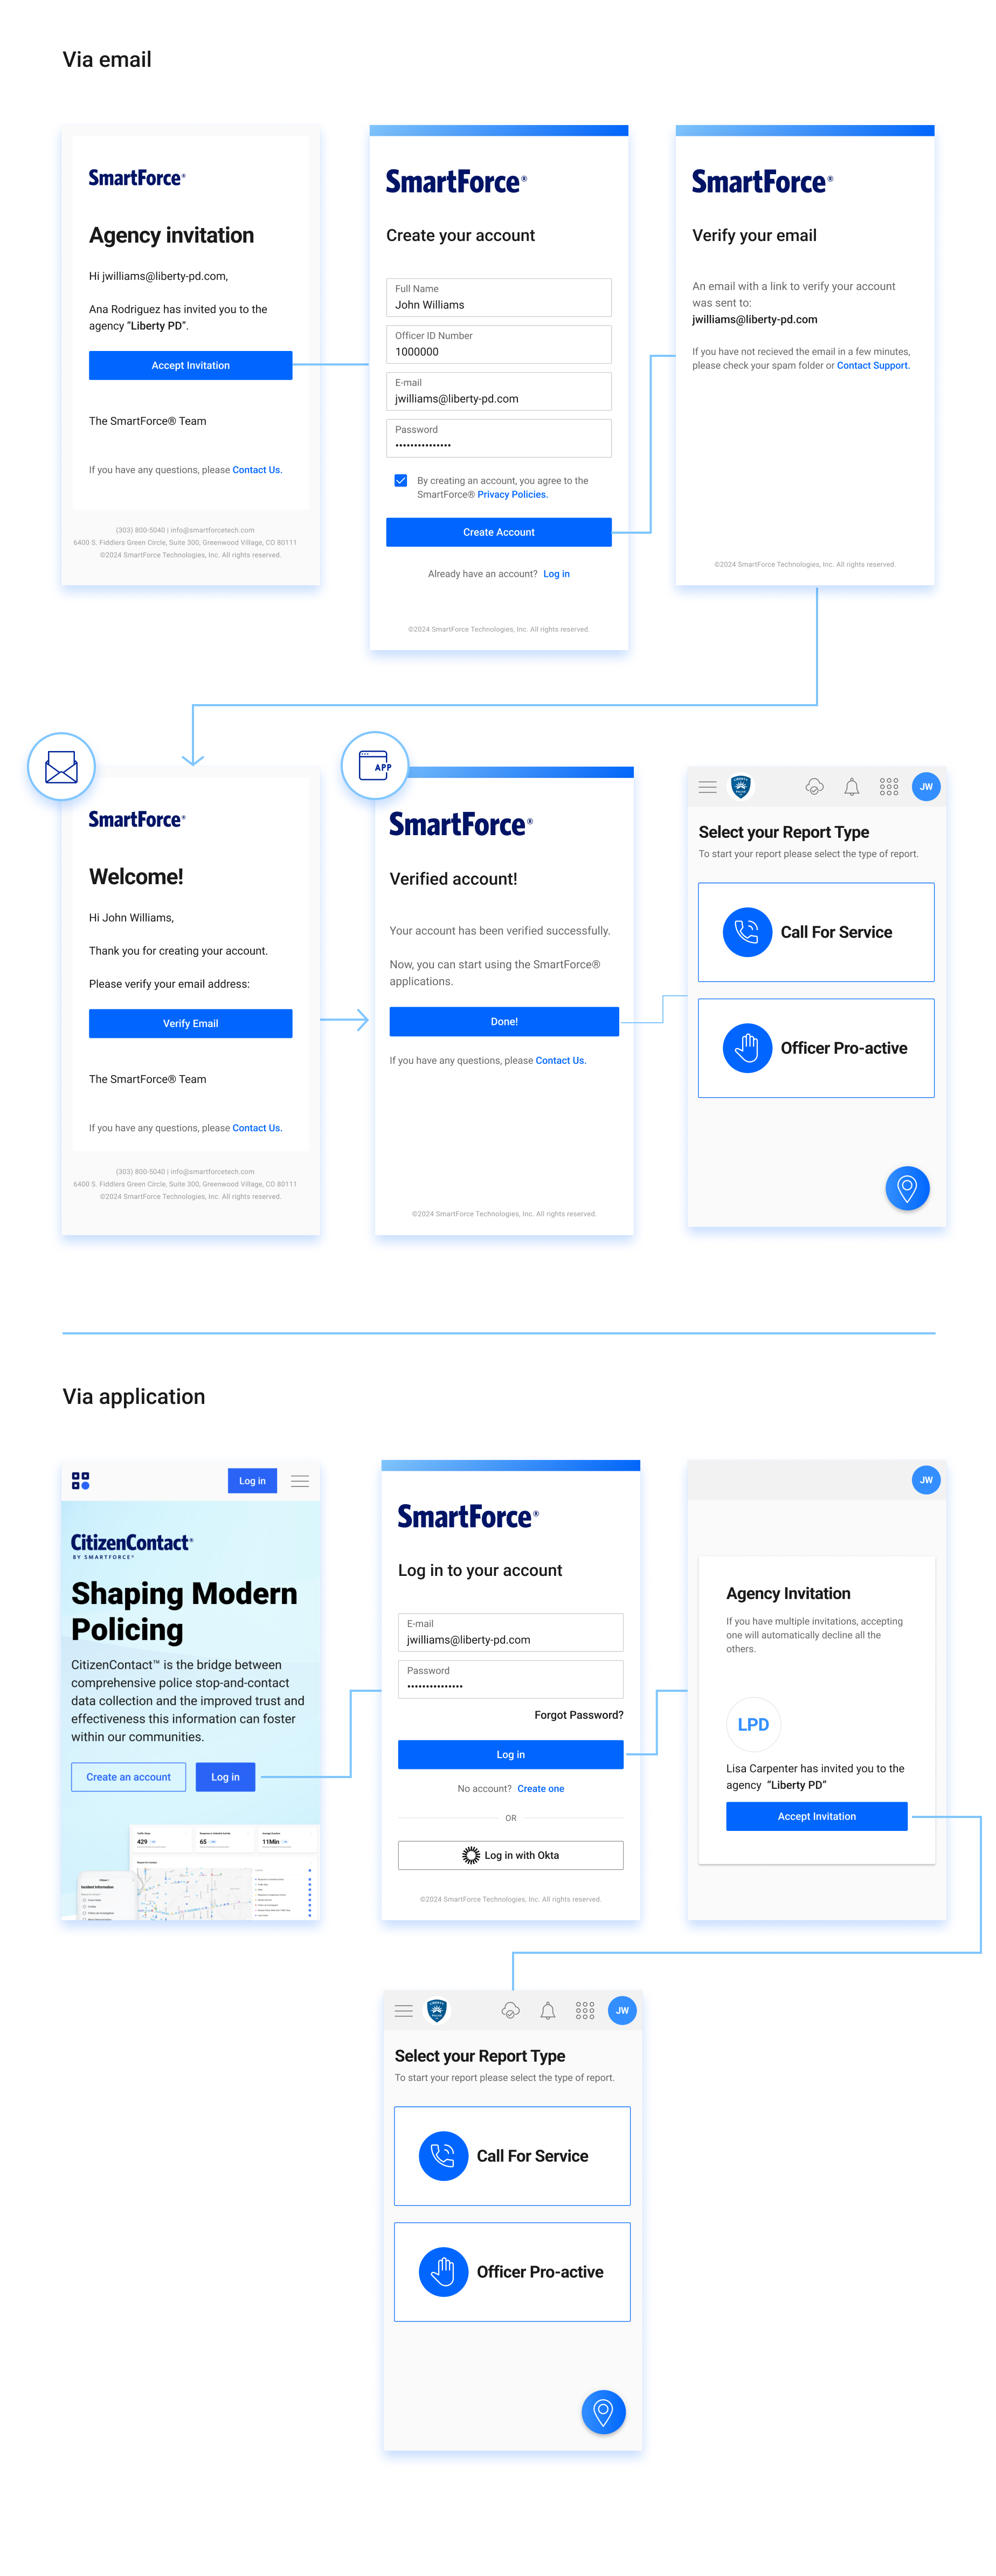 Via email
SmartForce®
Agency invitation
Hi jwilliams@liberty-pd.com,
Ana Rodriguez has invited you to the
agency “Liberty PD”.
Accept Invitation
The SmartForce® Team
If you have any questions, please Contact Us.
(303) 800-5040 | info@smartforcetech.com
6400 S. Fiddlers Green Circle, Suite 300, Greenwood Village, CO 80111
©2024 SmartForce Technologies, Inc. All rights reserved.
SmartForce®
Create your account
Full Name
John Williams
Officer ID Number
1000000
E-mail
jwilliams@liberty-pd.com
Password
•••••••••••••••
By creating an account, you agree to the
SmartForce® Privacy Policies.
Create Account
Already have an account? Log in
©2024 SmartForce Technologies, Inc. All rights reserved.
SmartForce®
Verify your email
An email with a link to verify your account
was sent to:
jwilliams@liberty-pd.com
If you have not recieved the email in a few minutes,
please check your spam folder or Contact Support.
©2024 SmartForce Technologies, Inc. All rights reserved.
SmartForce®
Welcome!
Hi John Williams,
Thank you for creating your account.
Please verify your email address:
Verify Email
The SmartForce® Team
If you have any questions, please Contact Us.
(303) 800-5040 | info@smartforcetech.com
6400 S. Fiddlers Green Circle, Suite 300, Greenwood Village, CO 80111
©2024 SmartForce Technologies, Inc. All rights reserved.
APP
SmartForce®
Verified account!
Your account has been verified successfully.
Now, you can start using the SmartForce®
applications.
Done!
If you have any questions, please Contact Us.
©2024 SmartForce Technologies, Inc. All rights reserved.
JW
Select your Report Type
To start your report please select the type of report.
Call For Service
Officer Pro-active
Via application
Log in
CitizenContact®
BY SMARTFORCE®
Shaping Modern
Policing
CitizenContact™ is the bridge between
comprehensive police stop-and-contact
data collection and the improved trust and
effectiveness this information can foster
within our communities.
Create an account
Log in
429
65
11Min
Incident Information
SmartForce®
Log in to your account
E-mail
jwilliams@liberty-pd.com
Password
•••••••••••••••
Forgot Password?
Log in
No account? Create one
OR
Log in with Okta
©2024 SmartForce Technologies, Inc. All rights reserved.
JW
Agency Invitation
If you have multiple invitations, accepting
one will automatically decline all the
others.
LPD
Lisa Carpenter has invited you to the
agency “Liberty PD”
Accept Invitation
JW
Select your Report Type
To start your report please select the type of report.
Call For Service
Officer Pro-active